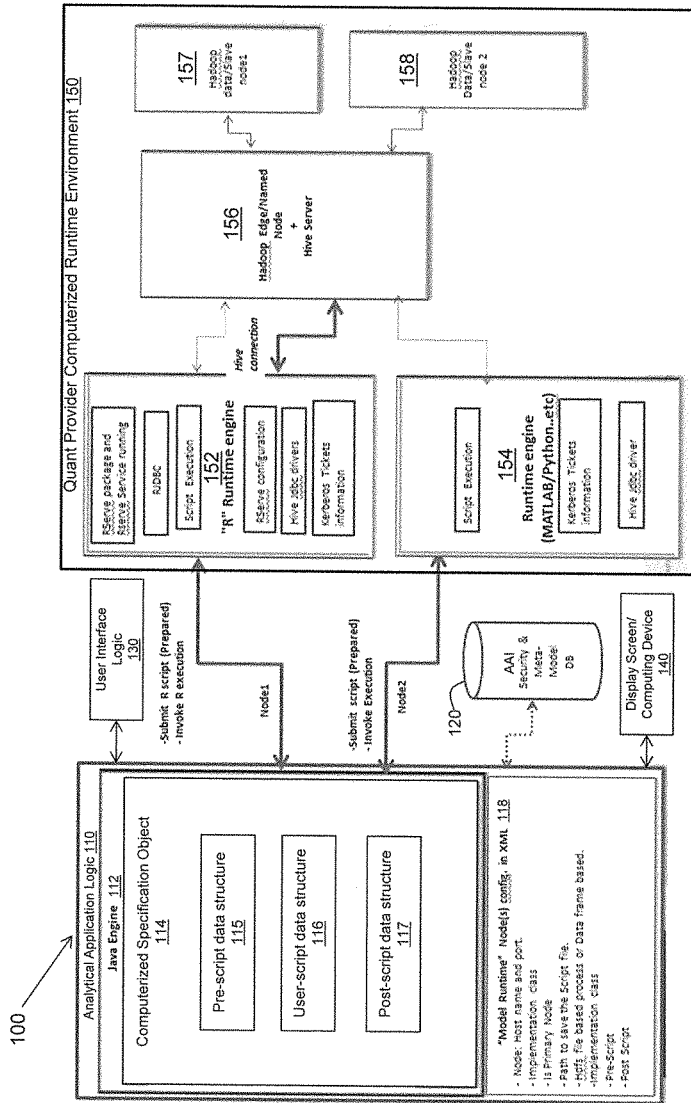 100
Analytical Application Logic 110
Java Engine 112
Computerized Specification Object
114
Pre-script data structure
115
User-script data structure
116
Post-script data structure
117
"Model Runtime" Node(s) config. in XML 118
- Node: Host name and port.
- Implementation class
- Is Primary Node
- Path to save the Script file.
- Hdfs file based process or Data frame based.
-Implementation class
- Pre-Script
- Post Script
User Interface
Logic
130
-Submit R script (Prepared)
- Invoke R execution
Node1
-Submit script (Prepared)
- Invoke Execution
Node2
120
AAI
Security &
Meta-
Model
DB
Display Screen/
Computing Device
140
Quant Provider Computerized Runtime Environment 150
RServe package and
Rserve Service running
RJDBC
Script Execution
152
"R" Runtime engine
RServe configuration
Hive Jdbc drivers
Kerberos Tickets
information
Hive
connection
Script Execution
154
Runtime engine
(MATLAB/Python..etc)
Kerberos Tickets
information
Hive Jdbc driver
156
Hadoop Edge/Named
Node
+
Hive Server
157
Hadoop
data/Slave
node1
158
Hadoop
Data/Slave
node 2